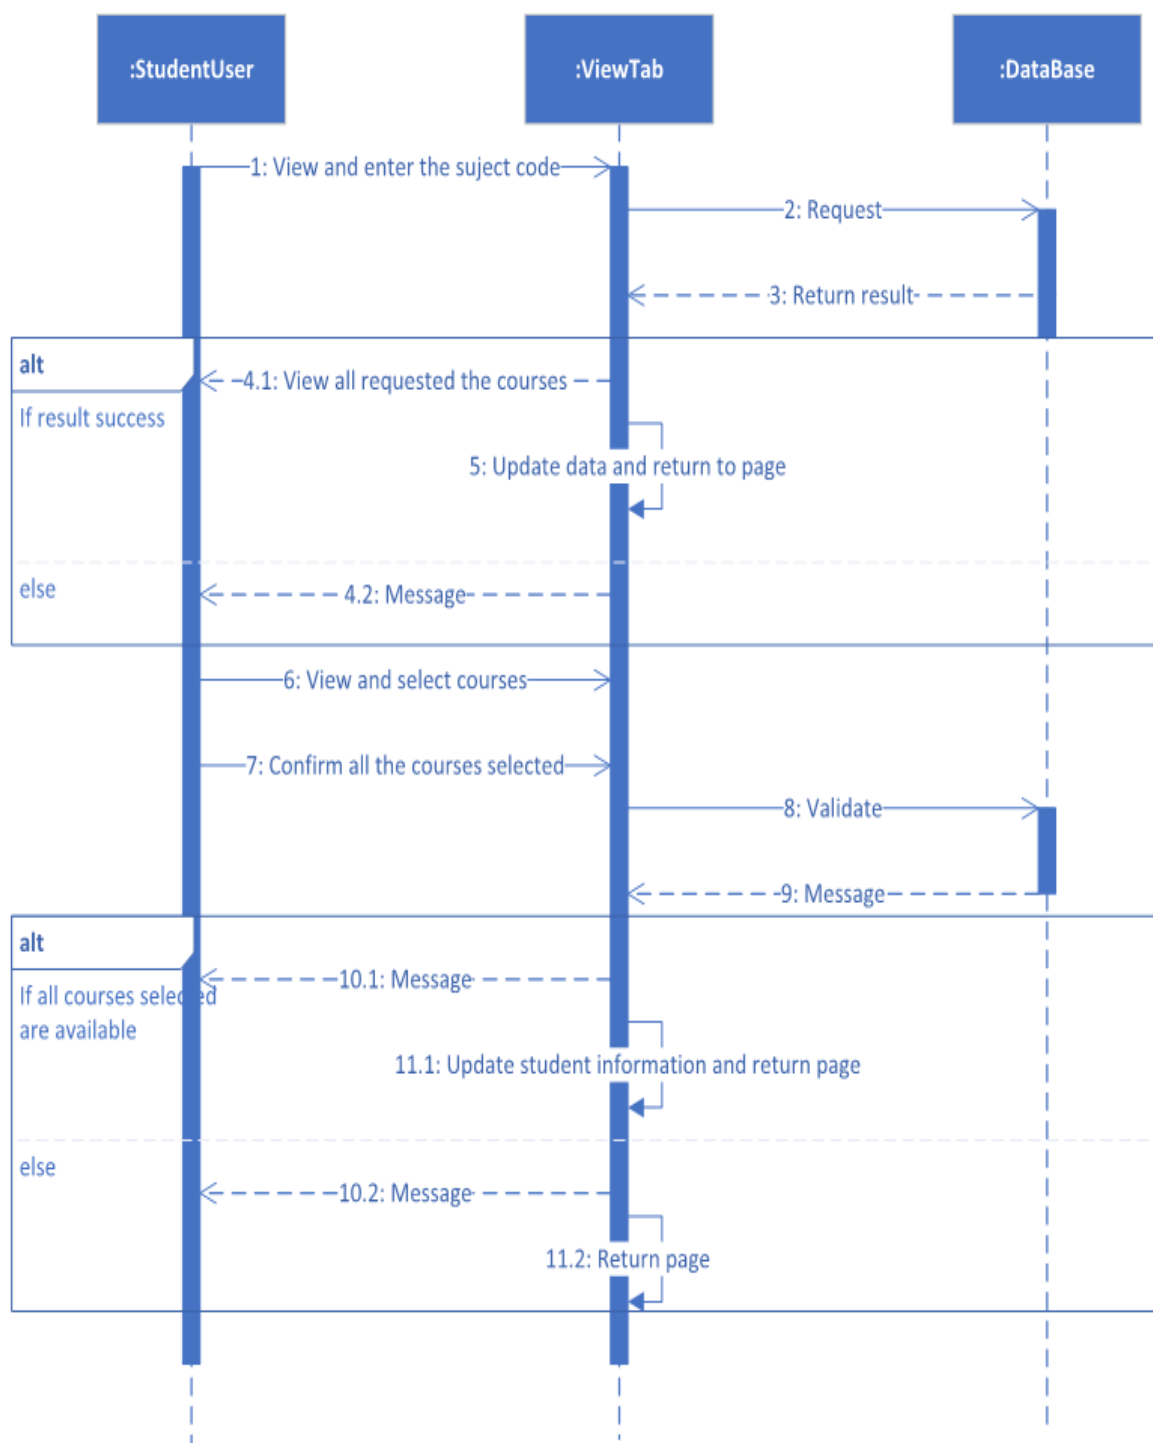 :StudentUser
:ViewTab
:DataBase
1: View and enter the suject code
2: Request
3: Return result
alt
4.1: View all requested the courses
If result success
5: Update data and return to page
else
4.2: Message
6: View and select courses
7: Confirm all the courses selected
8: Validate
9: Message
alt
10.1: Message
If all courses selected
are available
11.1: Update student information and return page
else
10.2: Message
11.2: Return page